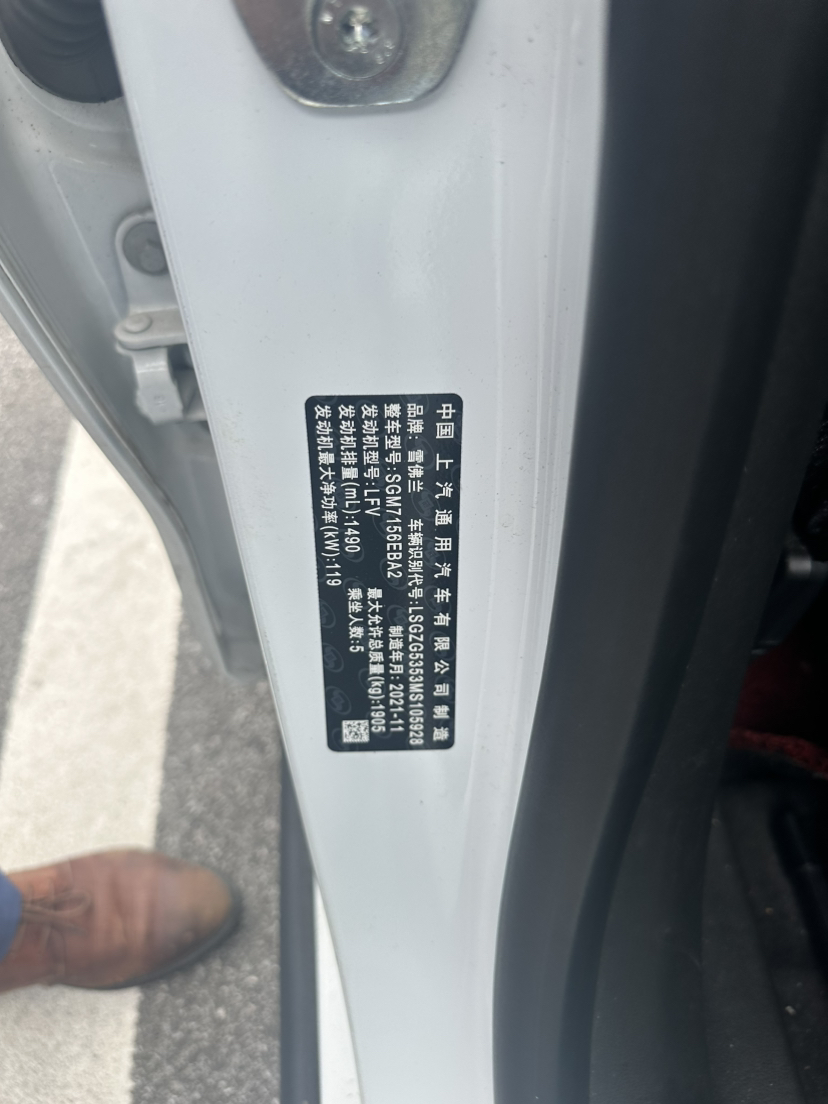 中国上汽通用汽车有限公司制造
品牌: 雪佛兰 车辆识别代号:LSGZG5353MS105928
整车型号:SGM7156EBA2 制造年月: 2021-11
发动机型号:LFV 最大允许总质量(kg):1905
发动机排量(mL):1490 乘坐人数:5
发动机最大净功率(kW):119